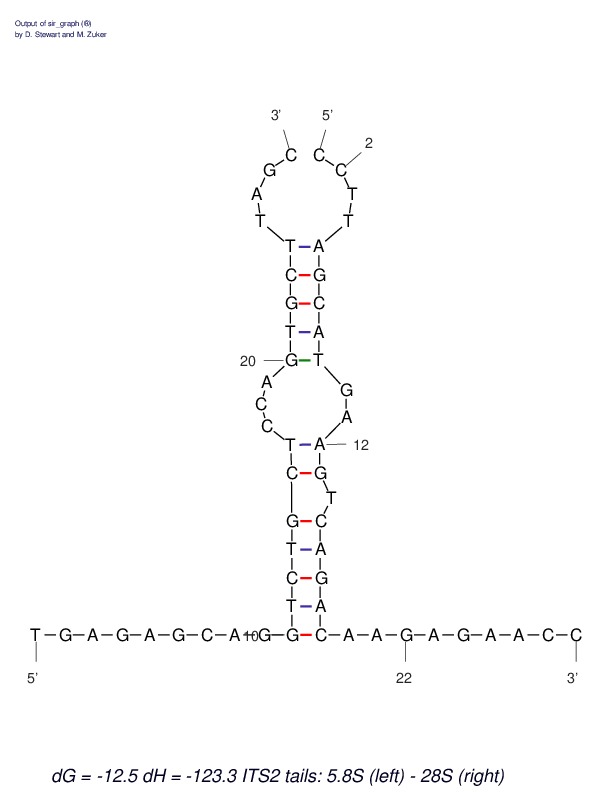 Output of sir_graph (®)
by D. Stewart and M. Zuker
3' 5'
2
C C
G C
A T
T T
T A
C G
G C
T A
20 G T
A G
C A
C
T A 12
C G
T
G C
T A
C G
T A
T-G-A-G-A-G-C-A-10G-G C-A-A-G-A-G-A-A-C-C
5' 22 3'
dG = -12.5 dH = -123.3 ITS2 tails: 5.8S (left) - 28S (right)